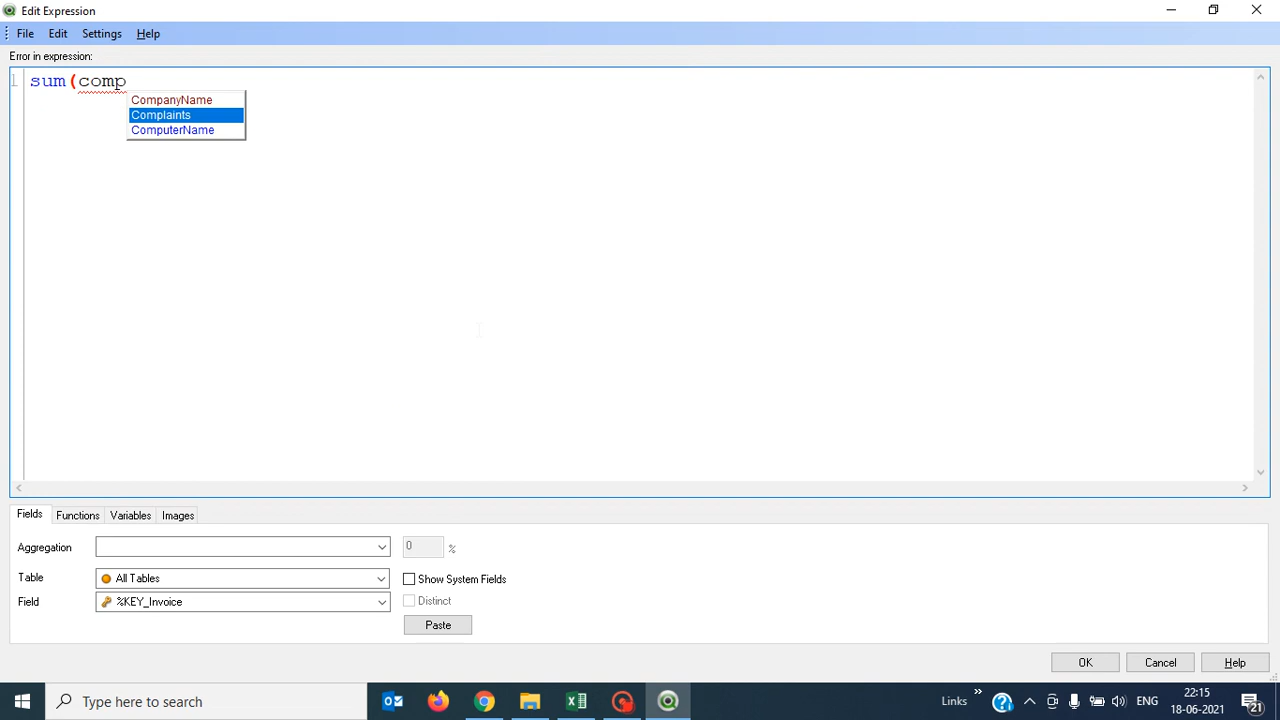 Edit Expression
File Edit Settings Help
Error in expression:
1 sum(comp
CompanyName
Complaints
ComputerName
Fields Functions Variables Images
Aggregation 0 %
Table All Tables Show System Fields
Field %KEY_Invoice Distinct
Paste
OK Cancel Help
Type here to search Links » ENG 22:15 18-06-2021 21